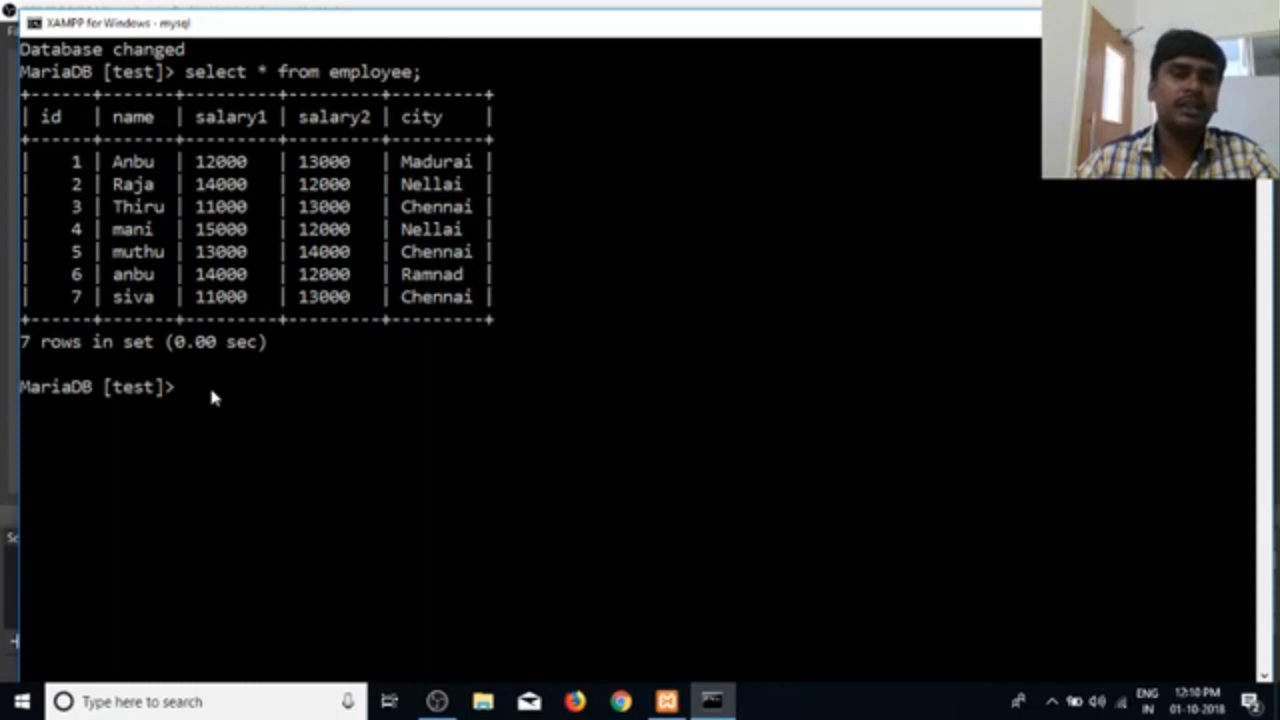 XAMPP for Windows - mysql
Database changed
MariaDB [test]> select * from employee;
+------+-------+---------+---------+---------+
| id | name | salary1 | salary2 | city |
+------+-------+---------+---------+---------+
| 1 | Anbu | 12000 | 13000 | Madurai |
| 2 | Raja | 14000 | 12000 | Nellai |
| 3 | Thiru | 11000 | 13000 | Chennai |
| 4 | mani | 15000 | 12000 | Nellai |
| 5 | muthu | 13000 | 14000 | Chennai |
| 6 | anbu | 14000 | 12000 | Ramnad |
| 7 | siva | 11000 | 13000 | Chennai |
+------+-------+---------+---------+---------+
7 rows in set (0.00 sec)
MariaDB [test]>
Type here to search
ENG
IN
12:10 PM
01-10-2018
2